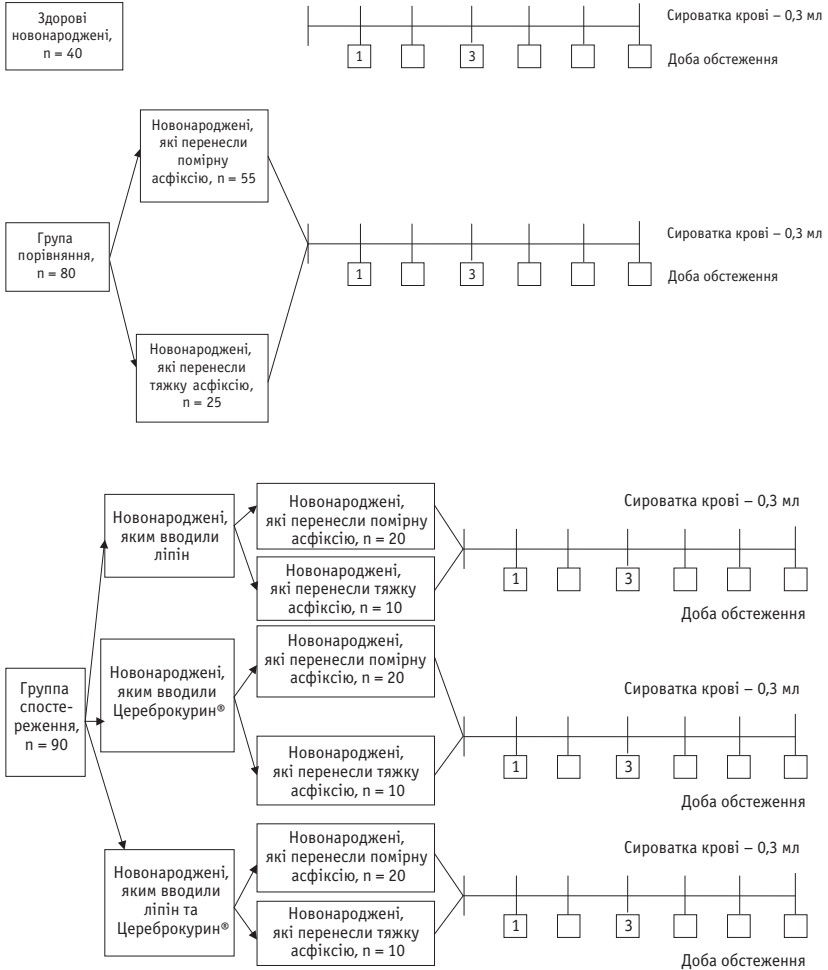 Здорові
новонароджені,
n = 40
Сироватка крові – 0,3 мл
1
3
Доба обстеження
Новонароджені,
які перенесли
помірну
асфіксію, n = 55
Група
порівняння,
n = 80
Сироватка крові – 0,3 мл
1
3
Доба обстеження
Новонароджені,
які перенесли
тяжку асфіксію,
n = 25
Новонароджені,
яким вводили
ліпін
Новонароджені,
які перенесли помірну
асфіксію, n = 20
Новонароджені,
які перенесли тяжку
асфіксію, n = 10
Сироватка крові – 0,3 мл
1
3
Доба обстеження
Группа
спосте-
реження,
n = 90
Новонароджені,
яким вводили
Цереброкурин®
Новонароджені,
які перенесли помірну
асфіксію, n = 20
Новонароджені,
які перенесли тяжку
асфіксію, n = 10
Сироватка крові – 0,3 мл
1
3
Доба обстеження
Новонароджені,
яким вводили
ліпін та
Цереброкурин®
Новонароджені,
які перенесли помірну
асфіксію, n = 20
Новонароджені,
які перенесли тяжку
асфіксію, n = 10
Сироватка крові – 0,3 мл
1
3
Доба обстеження